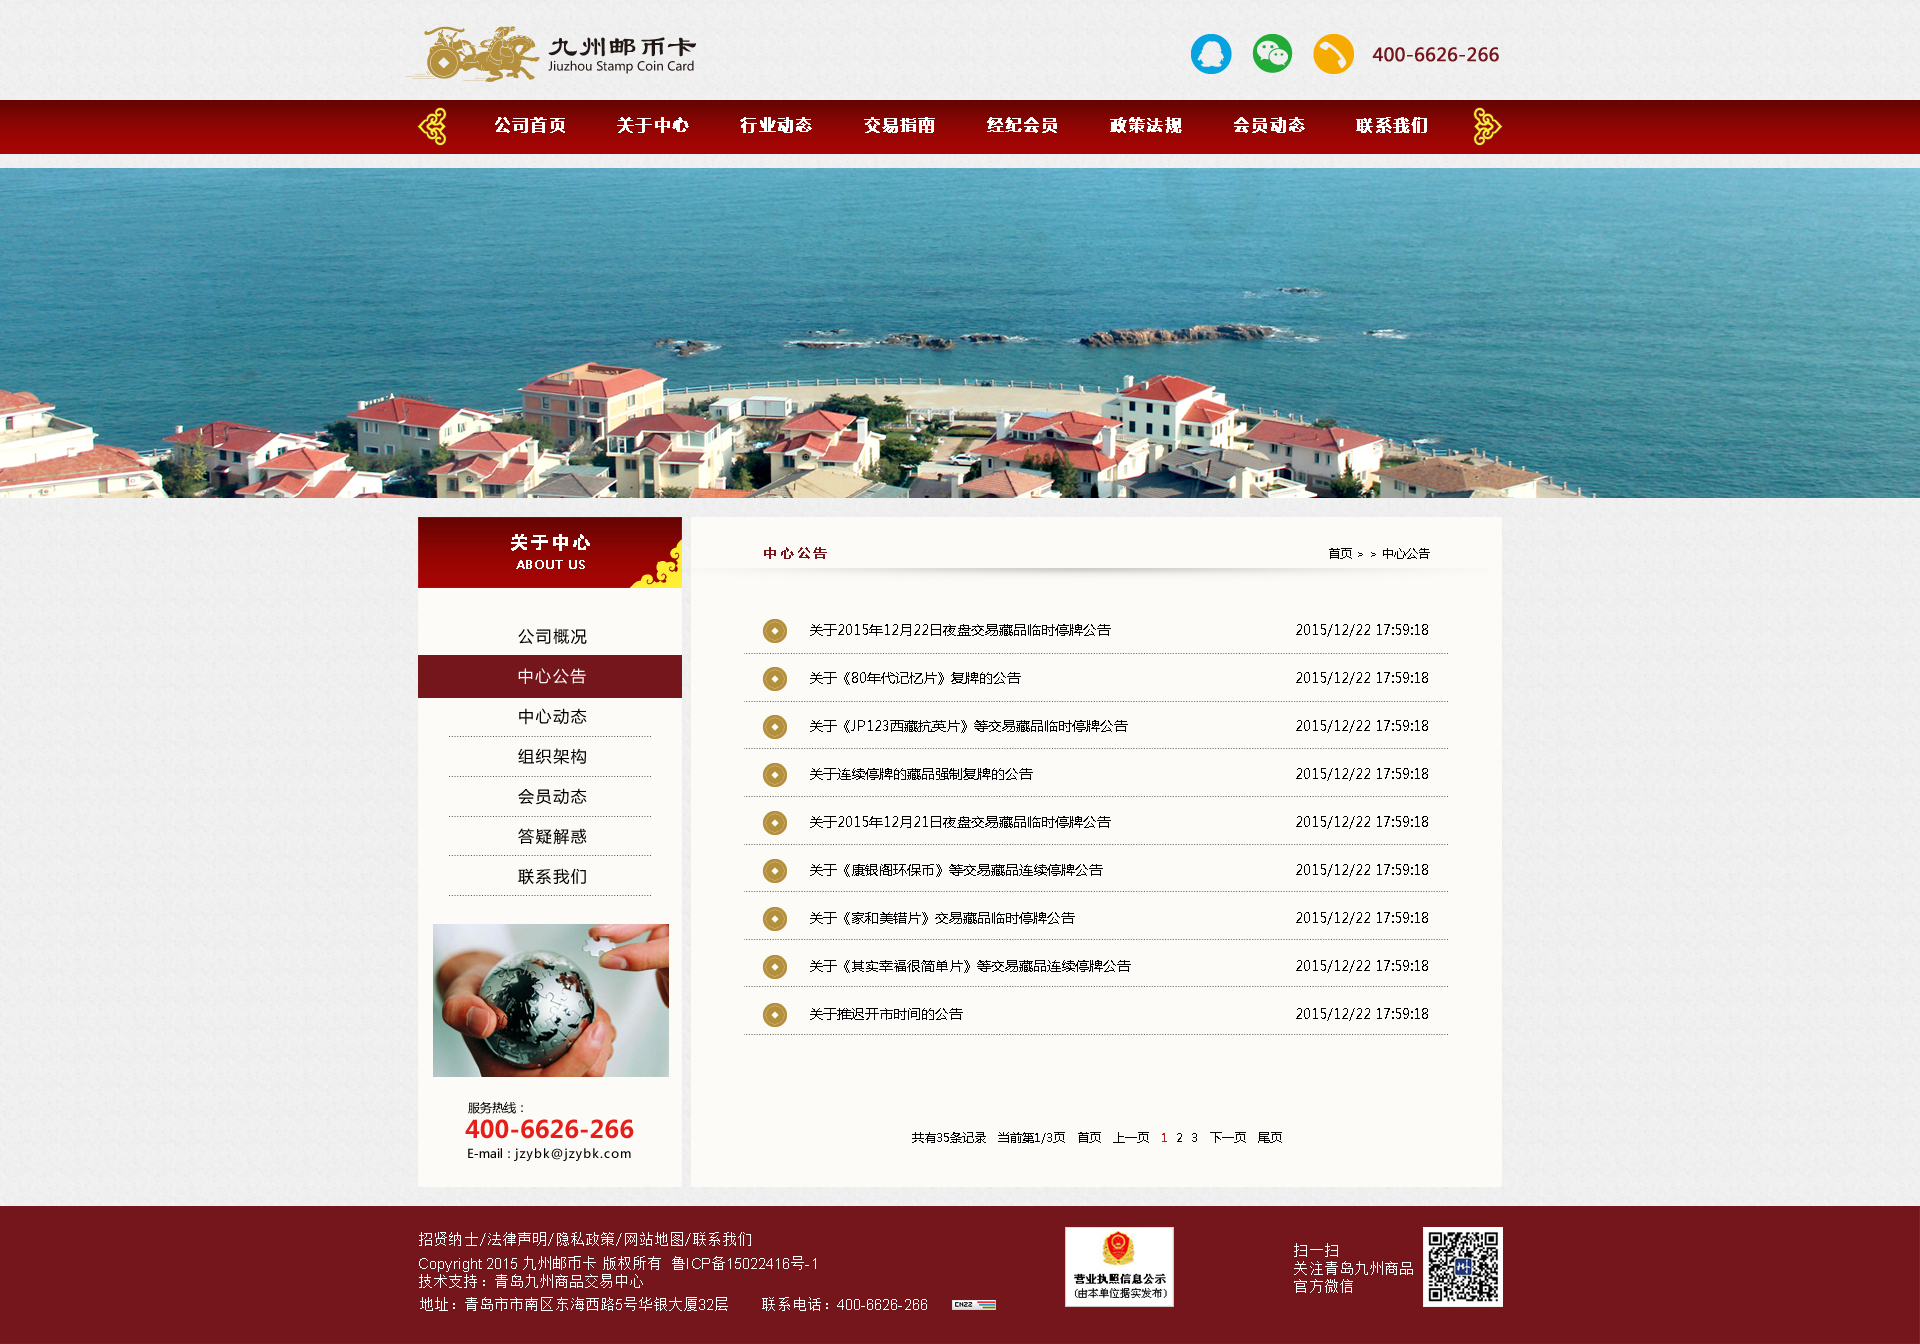 九州邮币卡
Jiuzhou Stamp Coin Card
400-6626-266
公司首页 关于中心 行业动态 交易指南 经纪会员 政策法规 会员动态 联系我们
关于中心
ABOUT US
公司概况
中心公告
中心动态
组织架构
会员动态
答疑解惑
联系我们
服务热线：
400-6626-266
E-mail : jzybk@jzybk.com
中心公告
首页 > > 中心公告
关于2015年12月22日夜盘交易藏品临时停牌公告 2015/12/22 17:59:18
关于《80年代记忆片》复牌的公告 2015/12/22 17:59:18
关于《JP123西藏抗英片》等交易藏品临时停牌公告 2015/12/22 17:59:18
关于连续停牌的藏品强制复牌的公告 2015/12/22 17:59:18
关于2015年12月21日夜盘交易藏品临时停牌公告 2015/12/22 17:59:18
关于《康银阁环保币》等交易藏品连续停牌公告 2015/12/22 17:59:18
关于《家和美错片》交易藏品临时停牌公告 2015/12/22 17:59:18
关于《其实幸福很简单片》等交易藏品连续停牌公告 2015/12/22 17:59:18
关于推迟开市时间的公告 2015/12/22 17:59:18
共有35条记录 当前第1/3页 首页 上一页 1 2 3 下一页 尾页
招贤纳士/法律声明/隐私政策/网站地图/联系我们
Copyright 2015 九州邮币卡 版权所有 鲁ICP备15022416号-1
技术支持：青岛九州商品交易中心
地址：青岛市市南区东海西路5号华银大厦32层 联系电话：400-6626-266
CNZZ
营业执照信息公示
(由本单位据实发布)
扫一扫
关注青岛九州商品
官方微信